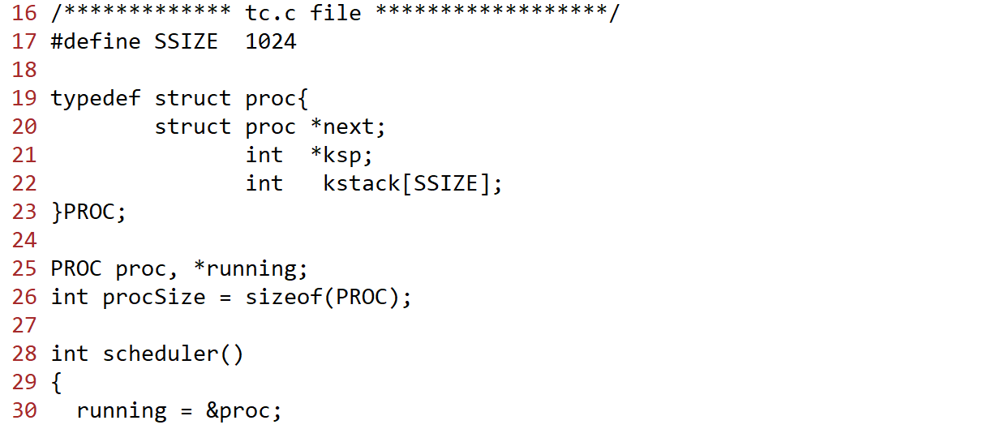 16 /************* tc.c file ******************/
17 #define SSIZE  1024
18
19 typedef struct proc{
20         struct proc *next;
21                int  *ksp;
22                int   kstack[SSIZE];
23 }PROC;
24
25 PROC proc, *running;
26 int procSize = sizeof(PROC);
27
28 int scheduler()
29 {
30   running = &proc;